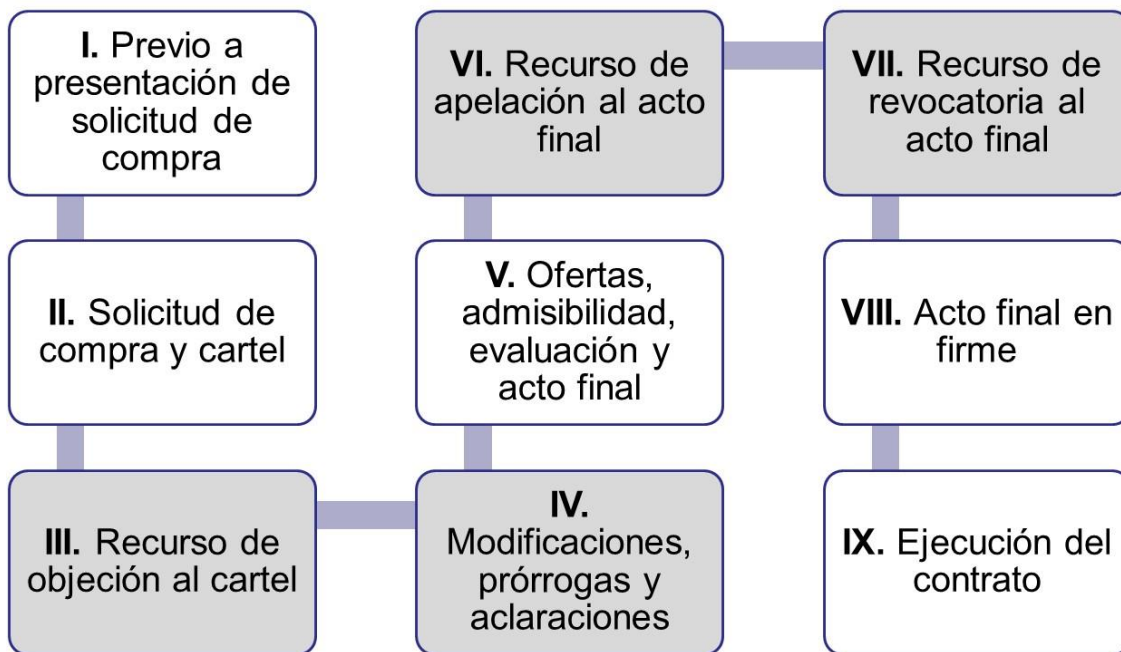 I. Previo a
presentación de
solicitud de
compra
II. Solicitud de
compra y cartel
III. Recurso de
objeción al cartel
IV.
Modificaciones,
prórrogas y
aclaraciones
V. Ofertas,
admisibilidad,
evaluación y
acto final
VI. Recurso de
apelación al acto
final
VII. Recurso de
revocatoria al
acto final
VIII. Acto final en
firme
IX. Ejecución del
contrato